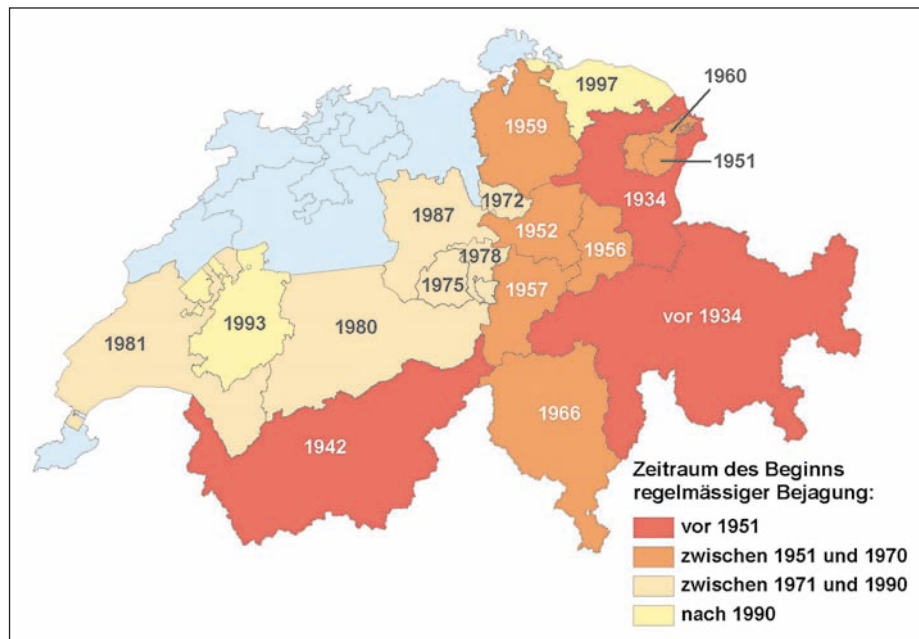 1997
1960
1959
1951
1972
1934
1987
1952
1956
1978
1975
1957
vor 1934
1993
1980
1981
1966
1942
Zeitraum des Beginns
regelmässiger Bejagung:
vor 1951
zwischen 1951 und 1970
zwischen 1971 und 1990
nach 1990